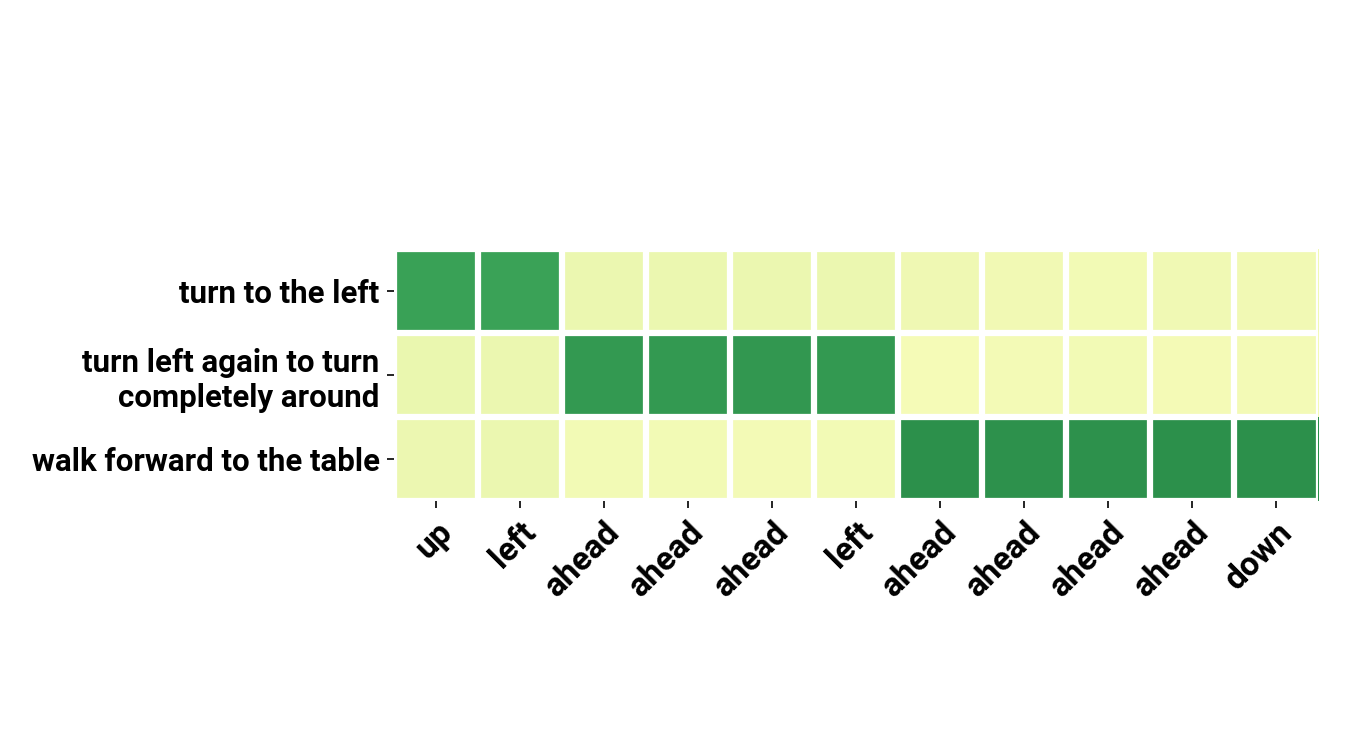 turn to the left
turn left again to turn
completely around
walk forward to the table
up
left
ahead
ahead
ahead
left
ahead
ahead
ahead
ahead
down